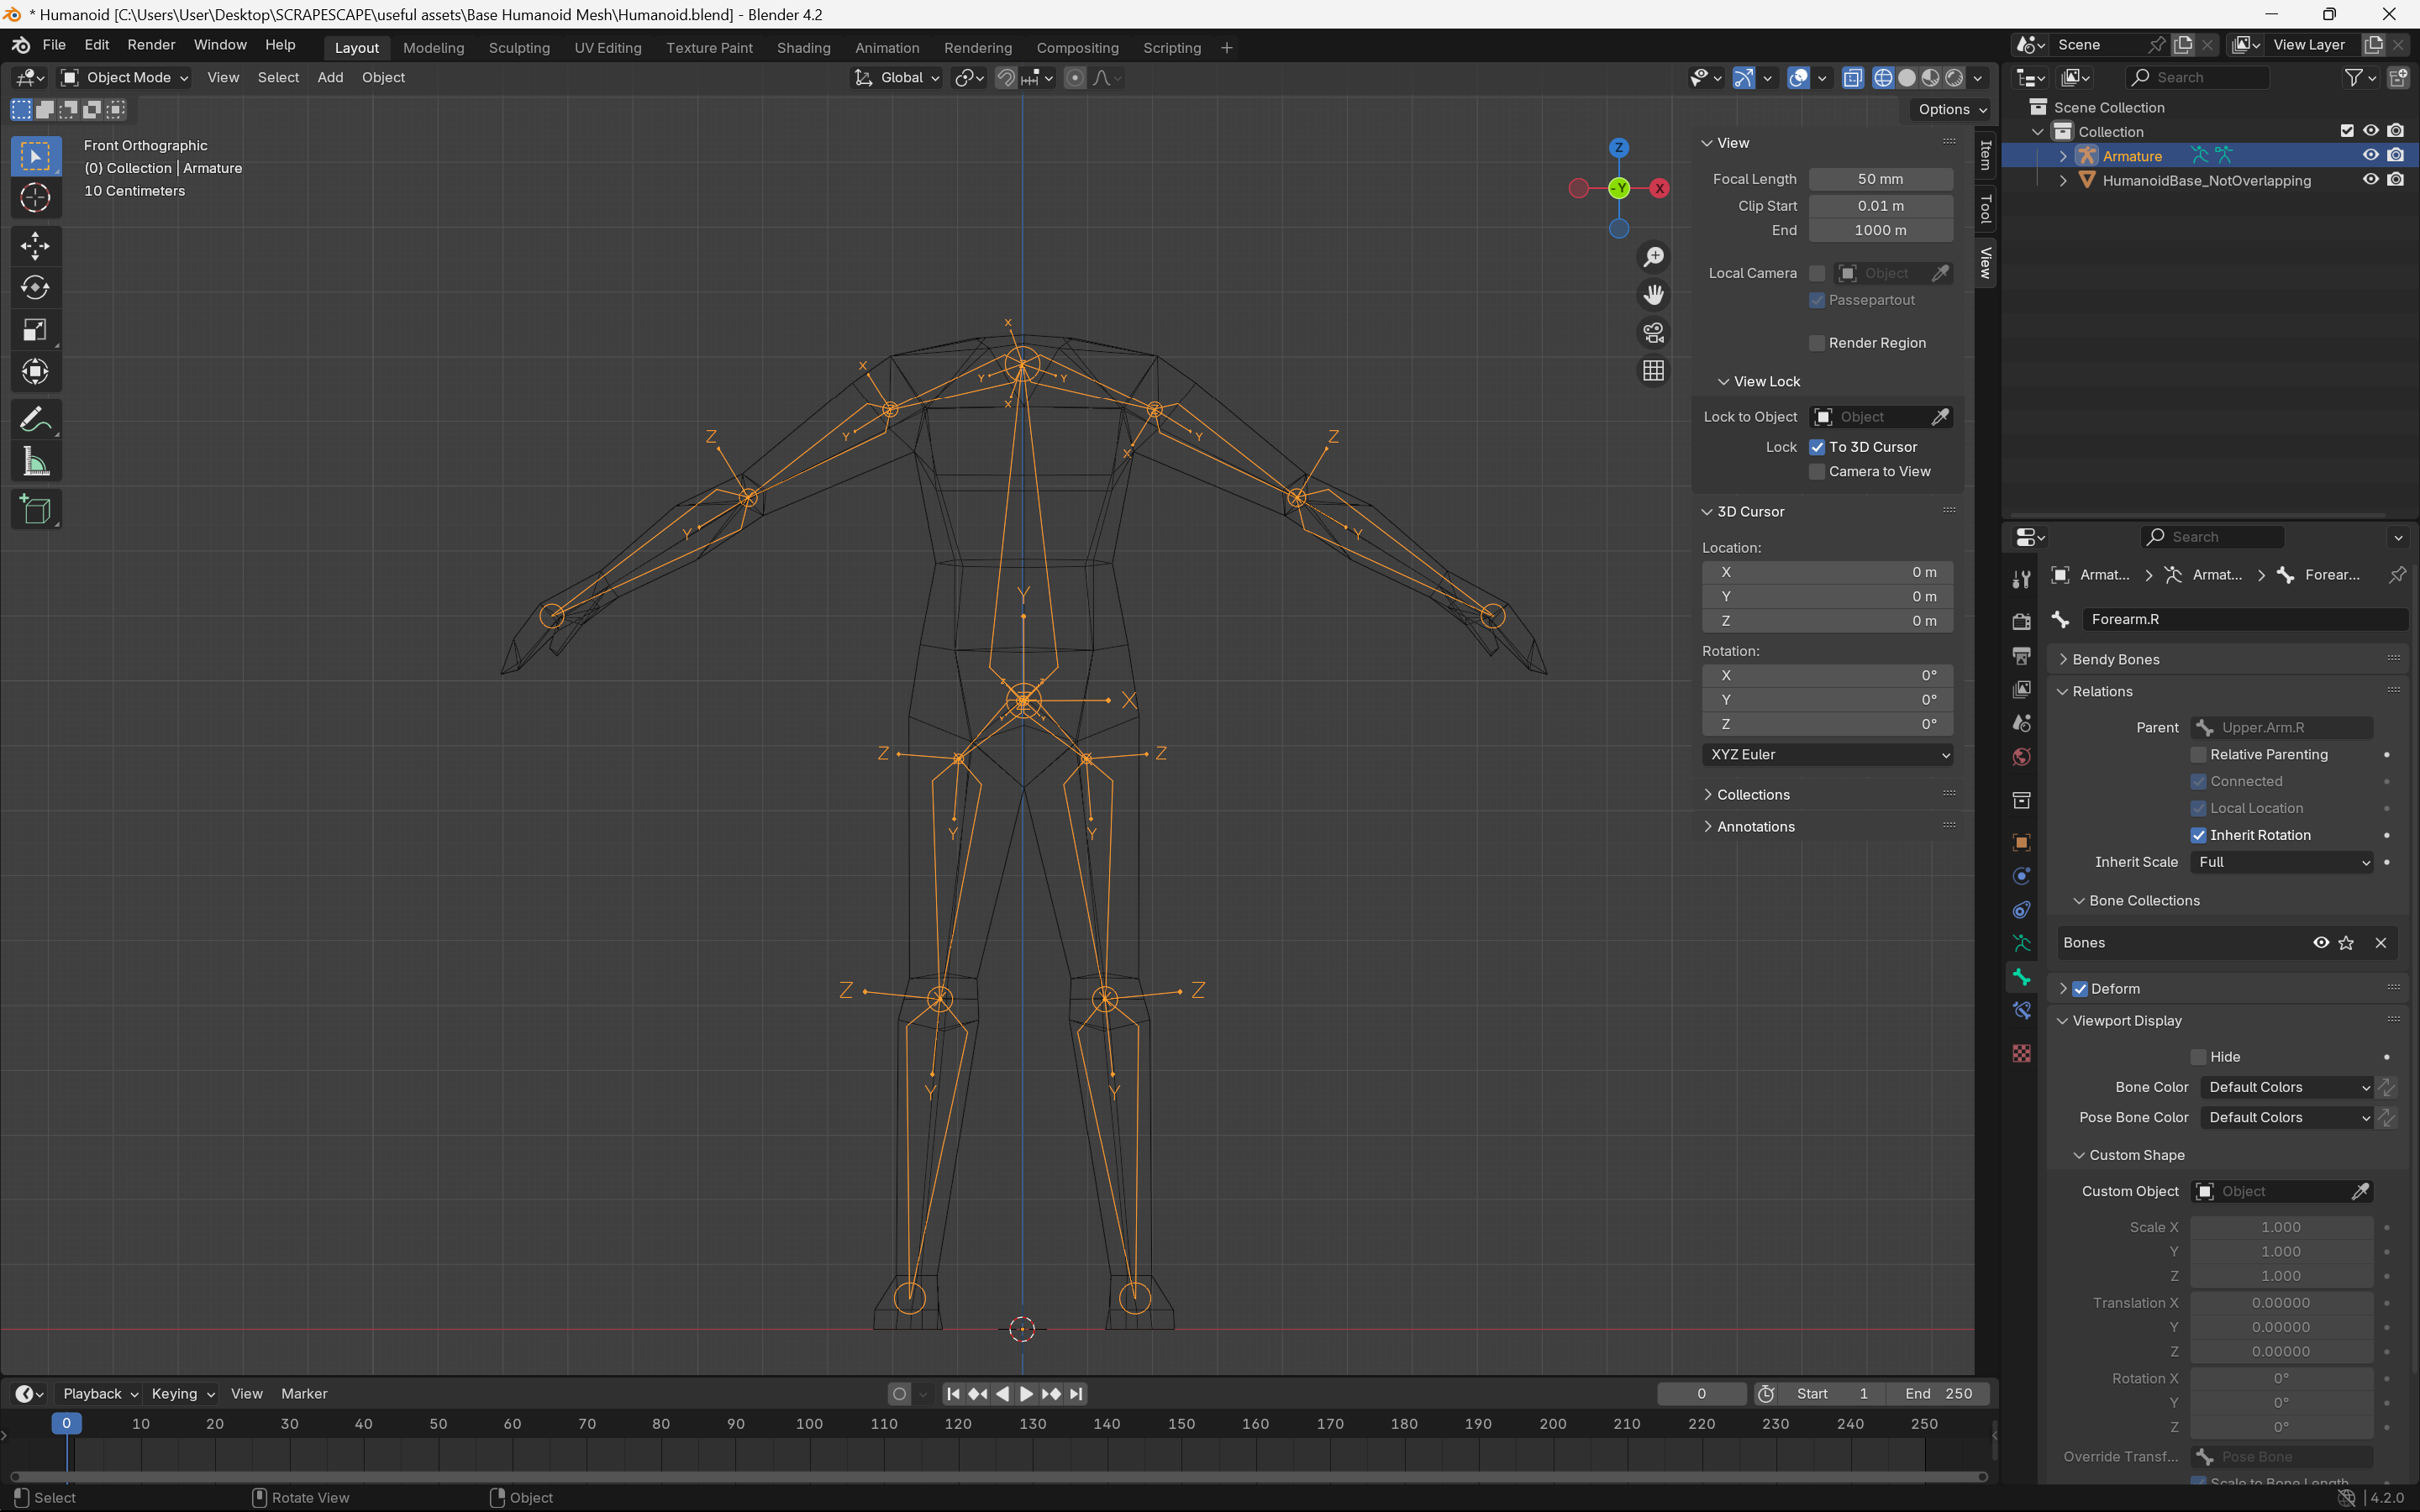 * Humanoid [C:\Users\User\Desktop\SCRAPESCAPE\useful assets\Base Humanoid Mesh\Humanoid.blend] - Blender 4.2
File Edit Render Window Help Layout Modeling Sculpting UV Editing Texture Paint Shading Animation Rendering Compositing Scripting + Scene View Layer
Object Mode View Select Add Object Global Search
Options
Front Orthographic
(0) Collection | Armature
10 Centimeters
Z
-Y
X
View
Focal Length 50 mm
Clip Start 0.01 m
End 1000 m
Local Camera Object
Passepartout
Render Region
View Lock
Lock to Object Object
Lock To 3D Cursor
Camera to View
3D Cursor
Location:
X 0 m
Y 0 m
Z 0 m
Rotation:
X 0°
Y 0°
Z 0°
XYZ Euler
Collections
Annotations
Item
Tool
View
Scene Collection
Collection
Armature
HumanoidBase_NotOverlapping
Search
Armat... Armat... Forear...
Forearm.R
Bendy Bones
Relations
Parent Upper.Arm.R
Relative Parenting
Connected
Local Location
Inherit Rotation
Inherit Scale Full
Bone Collections
Bones
Deform
Viewport Display
Hide
Bone Color Default Colors
Pose Bone Color Default Colors
Custom Shape
Custom Object Object
Scale X 1.000
Y 1.000
Z 1.000
Translation X 0.00000
Y 0.00000
Z 0.00000
Rotation X 0°
Y 0°
Z 0°
Override Transf... Pose Bone
Scale to Bone Length
X
X
Y Y
X
Y Y
X
Z Z
Y Y
Y
X
Z Z
Y Y
Z Z
Y Y
Playback Keying View Marker 0 Start 1 End 250
0 10 20 30 40 50 60 70 80 90 100 110 120 130 140 150 160 170 180 190 200 210 220 230 240 250
Select Rotate View Object 4.2.0